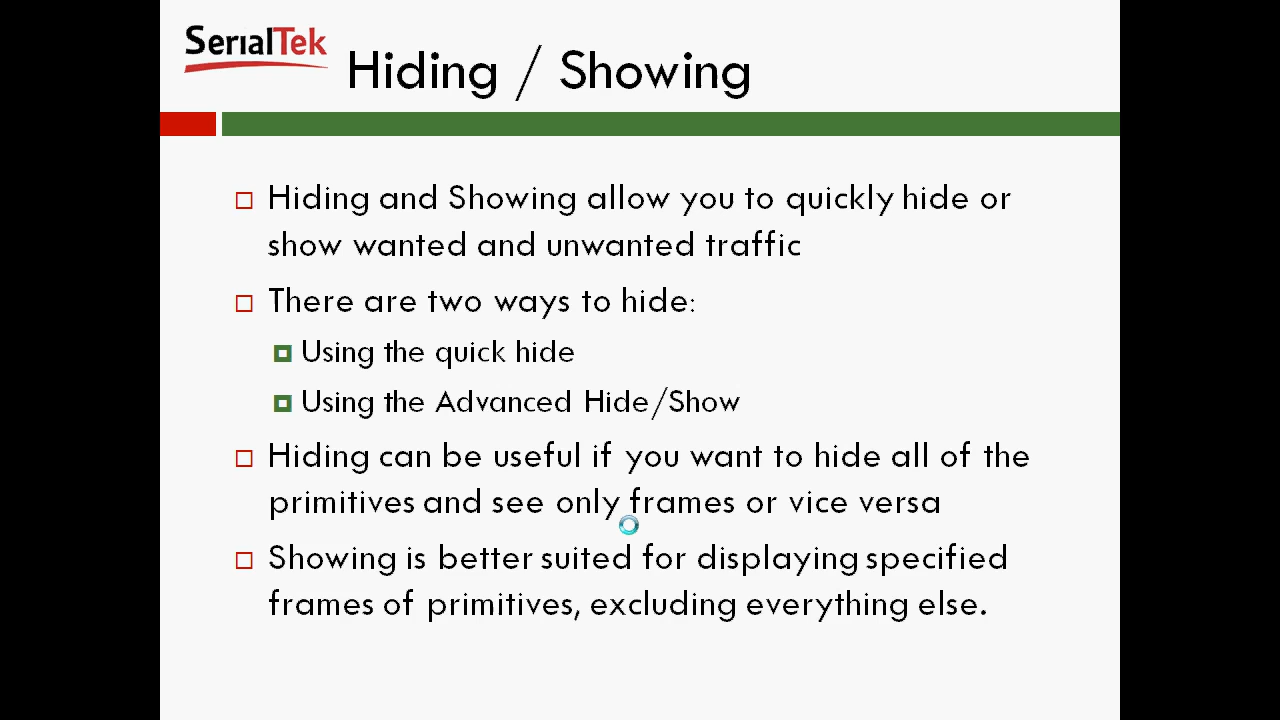 SerialTek
Hiding / Showing
Hiding and Showing allow you to quickly hide or
show wanted and unwanted traffic
There are two ways to hide:
Using the quick hide
Using the Advanced Hide/Show
Hiding can be useful if you want to hide all of the
primitives and see only frames or vice versa
Showing is better suited for displaying specified
frames of primitives, excluding everything else.